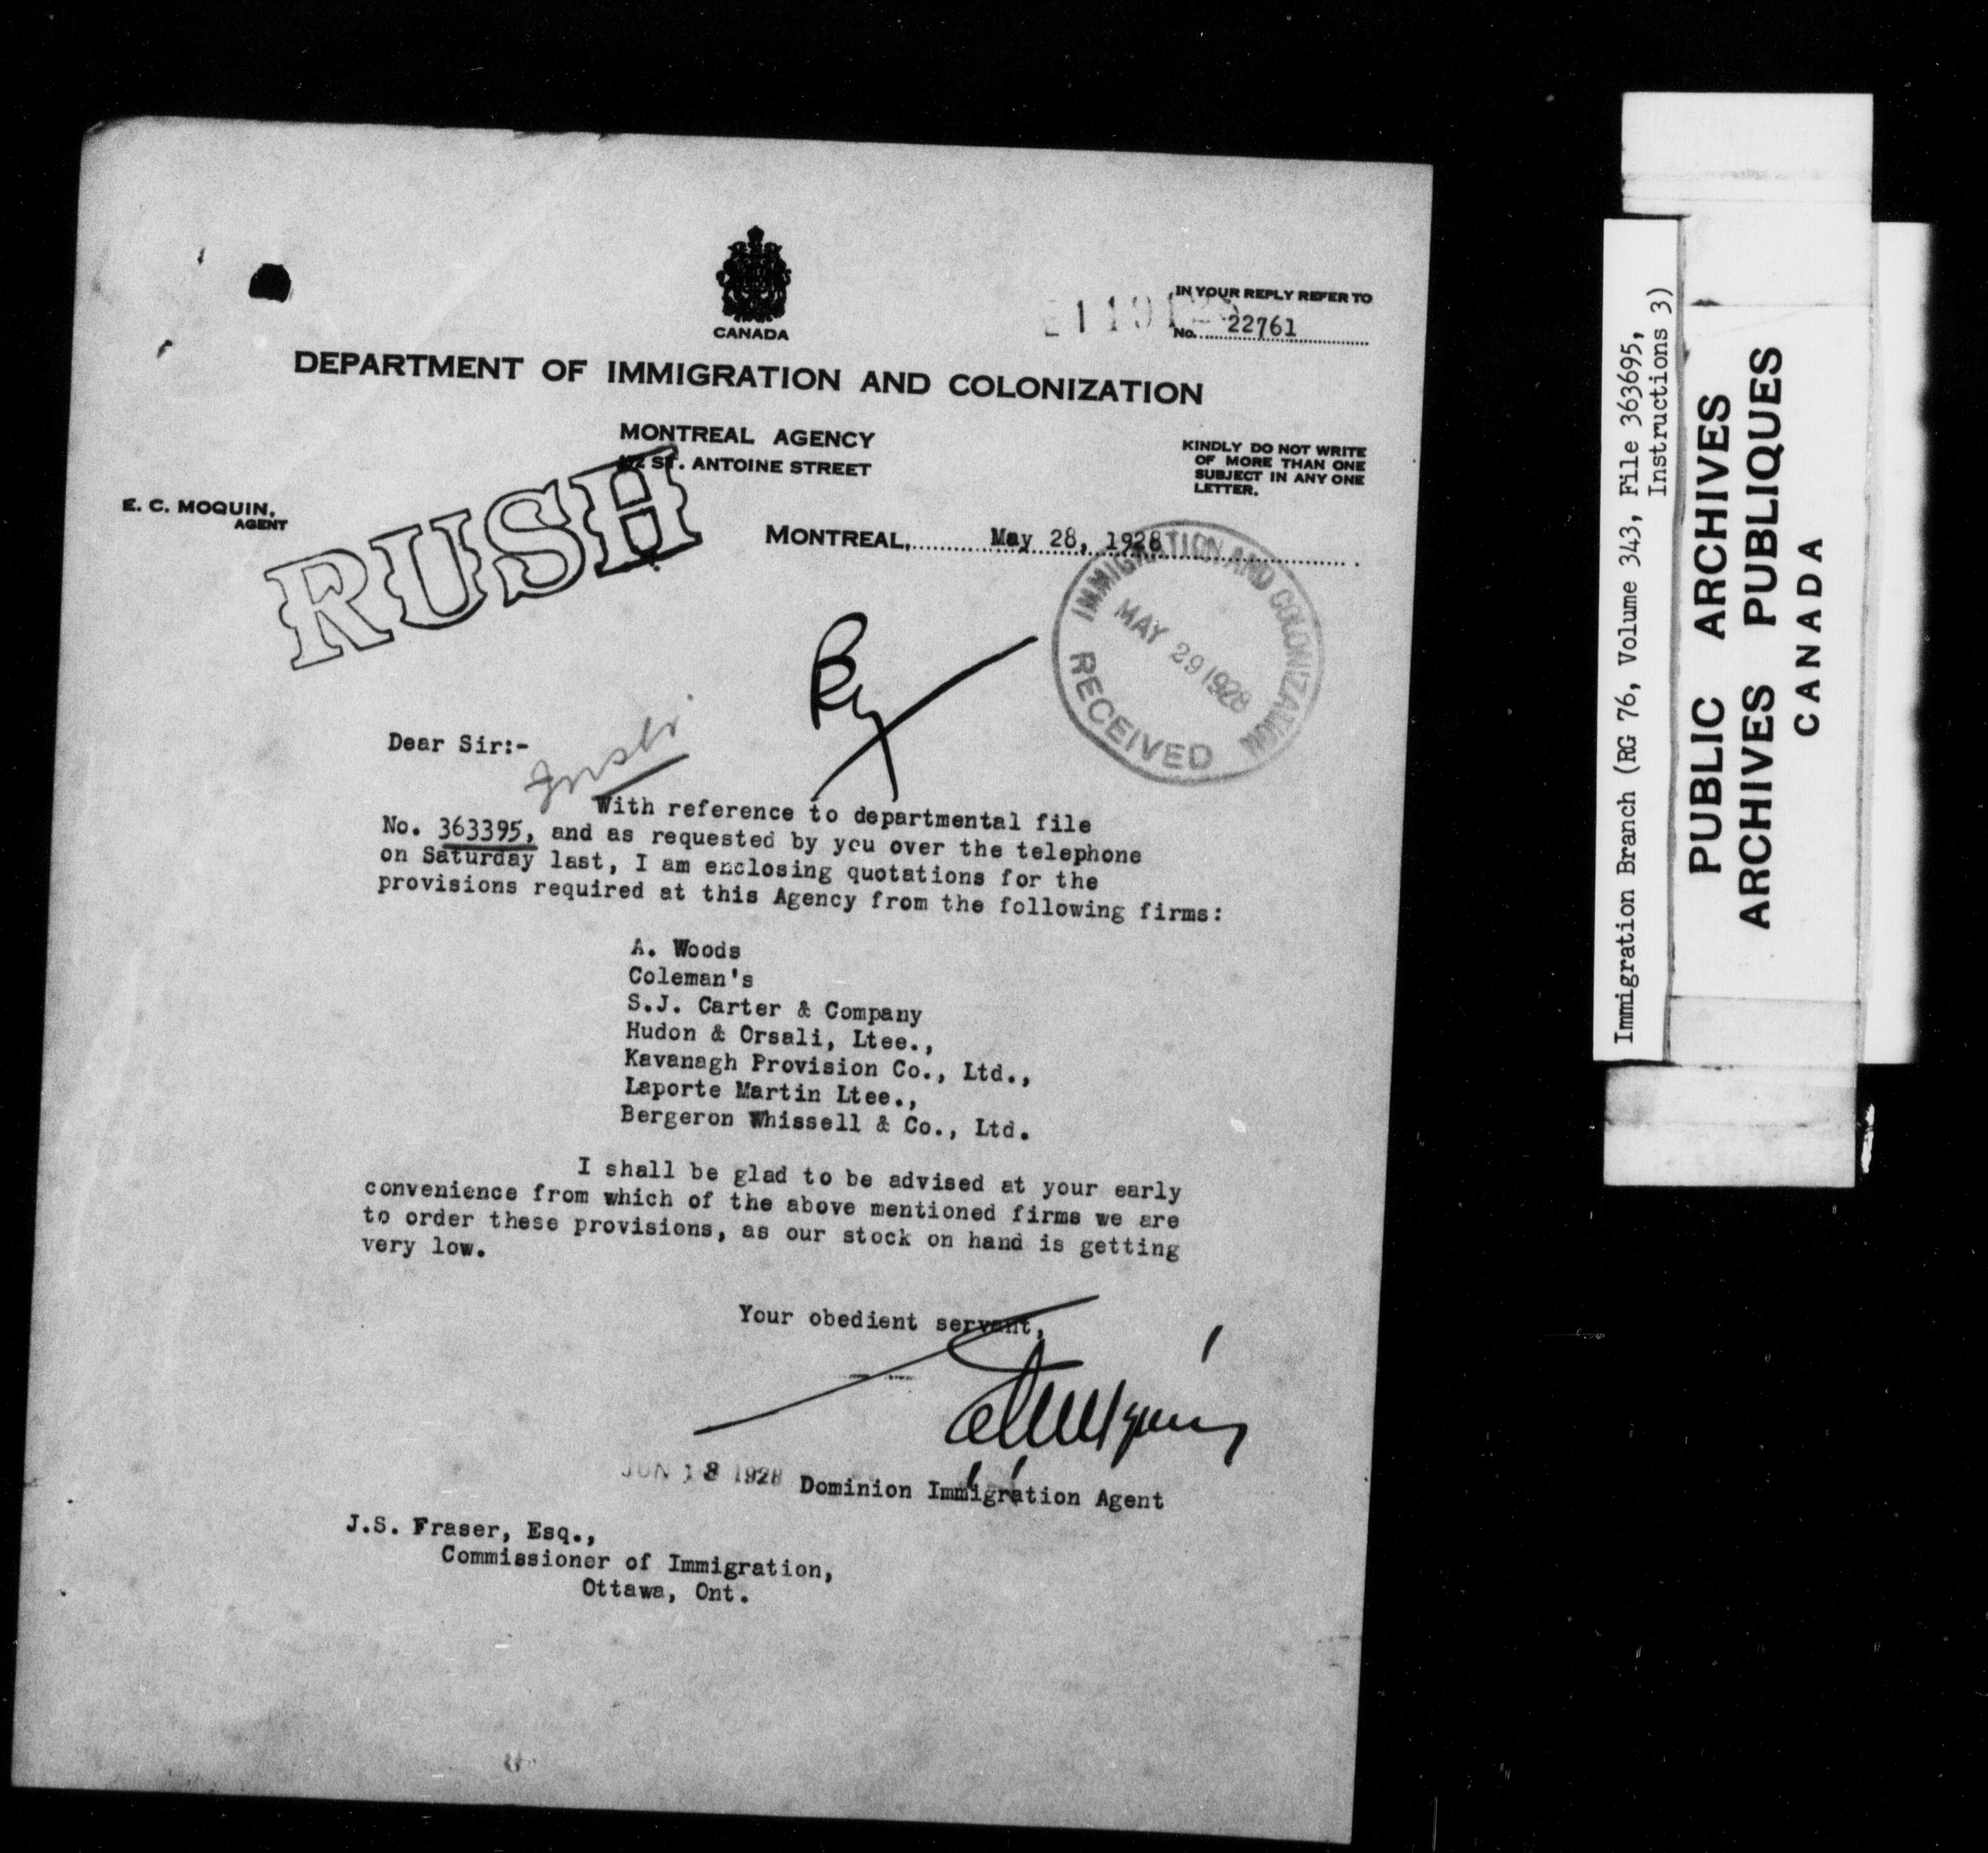 CANADA
IN YOUR REPLY REFER TO
No. 22761
DEPARTMENT OF IMMIGRATION AND COLONIZATION
MONTREAL AGENCY
ST. ANTOINE STREET
KINDLY DO NOT WRITE
OF MORE THAN ONE
SUBJECT IN ANY ONE
LETTER.
E. C. MOQUIN,
AGENT
RUSH
MONTREAL, May 28, 1928
IMMIGRATION AND COLONIZATION
MAY 29 1928
RECEIVED
Dear Sir:-
With reference to departmental file
No. 363395, and as requested by you over the telephone
on Saturday last, I am enclosing quotations for the
provisions required at this Agency from the following firms:
A. Woods
Coleman's
S.J. Carter & Company
Hudon & Orsali, Ltee.,
Kavanagh Provision Co., Ltd.,
Laporte Martin Ltee.,
Bergeron Whissell & Co., Ltd.
I shall be glad to be advised at your early
convenience from which of the above mentioned firms we are
to order these provisions, as our stock on hand is getting
very low.
Your obedient servant,
JUN 18 1928
Dominion Immigration Agent
J.S. Fraser, Esq.,
Commissioner of Immigration,
Ottawa, Ont.
Immigration Branch (RG 76, Volume 343, File 363695,
Instructions 3)
PUBLIC ARCHIVES
ARCHIVES PUBLIQUES
CANADA